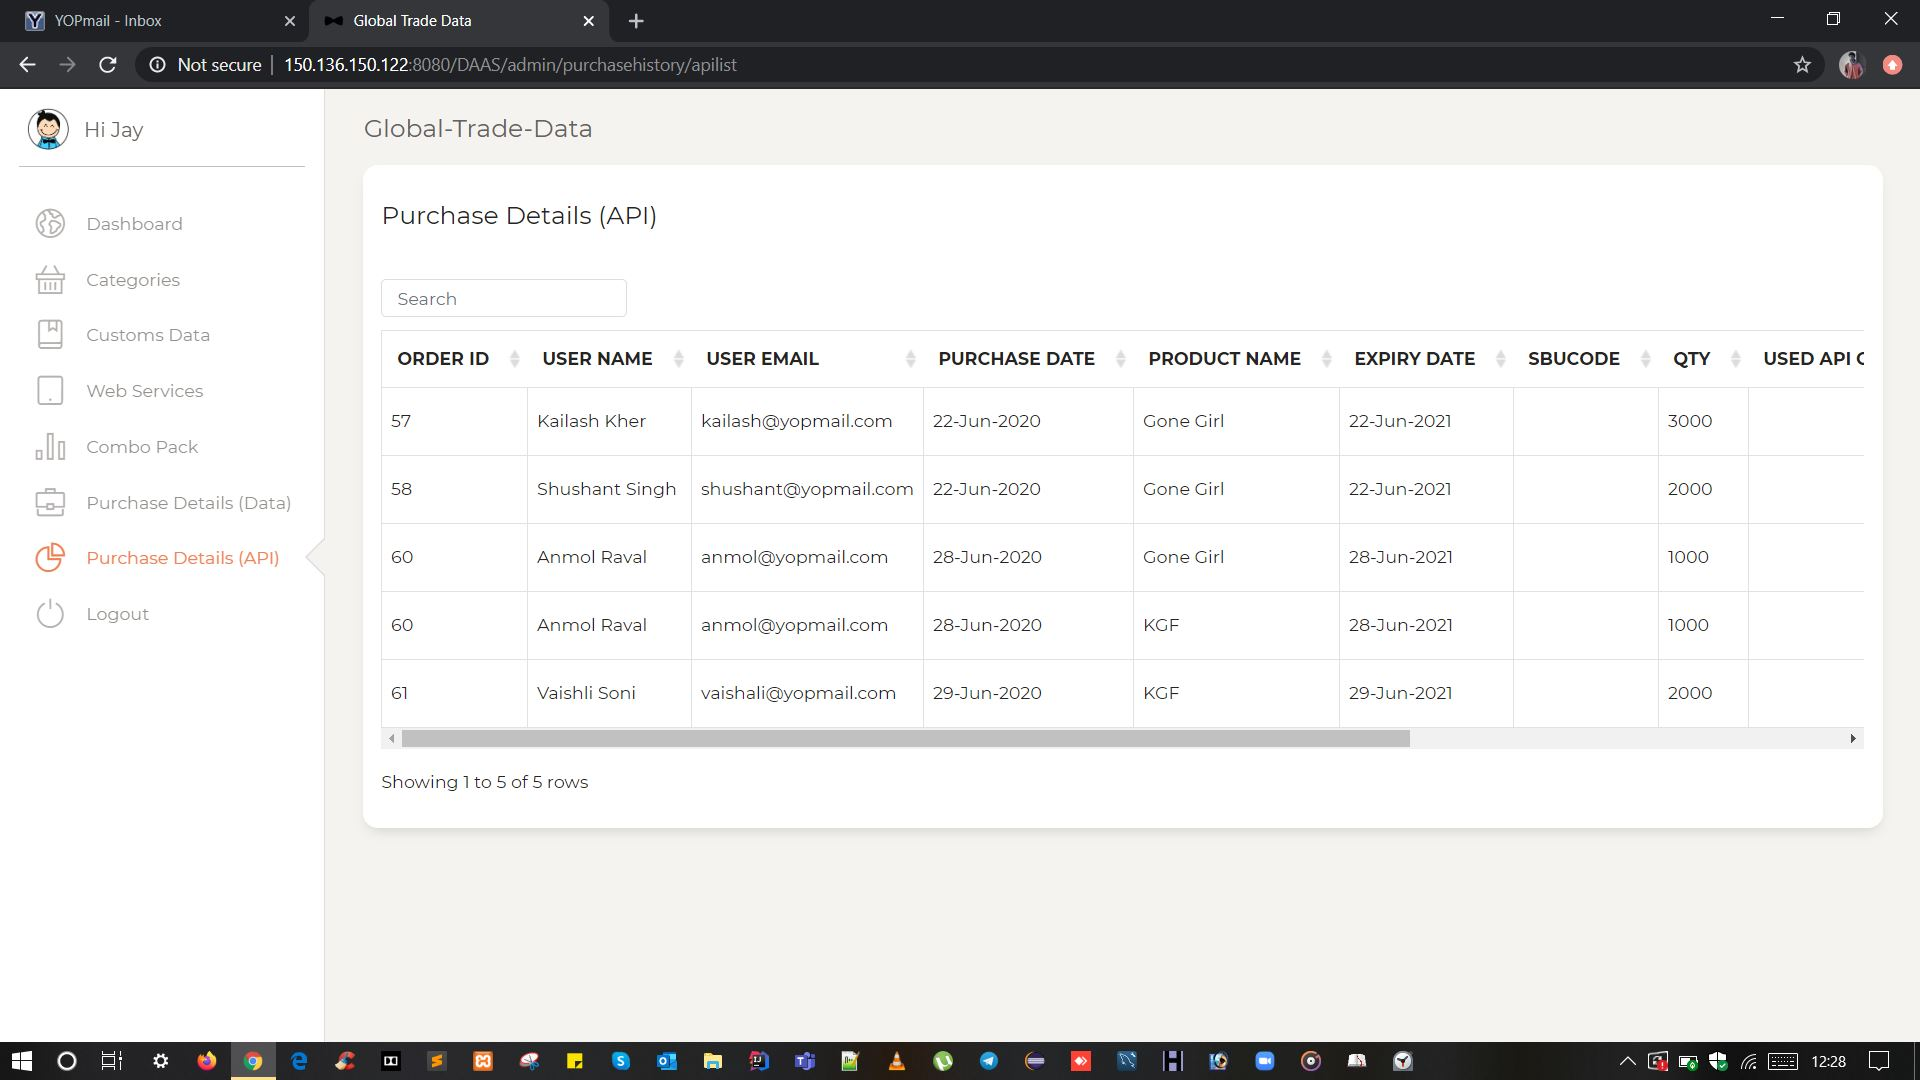 YOPmail - Inbox
Global Trade Data
Not secure | 150.136.150.122:8080/DAAS/admin/purchasehistory/apilist
Hi Jay
Dashboard
Categories
Customs Data
Web Services
Combo Pack
Purchase Details (Data)
Purchase Details (API)
Logout
Global-Trade-Data
Purchase Details (API)
Search
ORDER ID USER NAME USER EMAIL PURCHASE DATE PRODUCT NAME EXPIRY DATE SBUCODE QTY USED API
57 Kailash Kher kailash@yopmail.com 22-Jun-2020 Gone Girl 22-Jun-2021 3000
58 Shushant Singh shushant@yopmail.com 22-Jun-2020 Gone Girl 22-Jun-2021 2000
60 Anmol Raval anmol@yopmail.com 28-Jun-2020 Gone Girl 28-Jun-2021 1000
60 Anmol Raval anmol@yopmail.com 28-Jun-2020 KGF 28-Jun-2021 1000
61 Vaishli Soni vaishali@yopmail.com 29-Jun-2020 KGF 29-Jun-2021 2000
Showing 1 to 5 of 5 rows
12:28